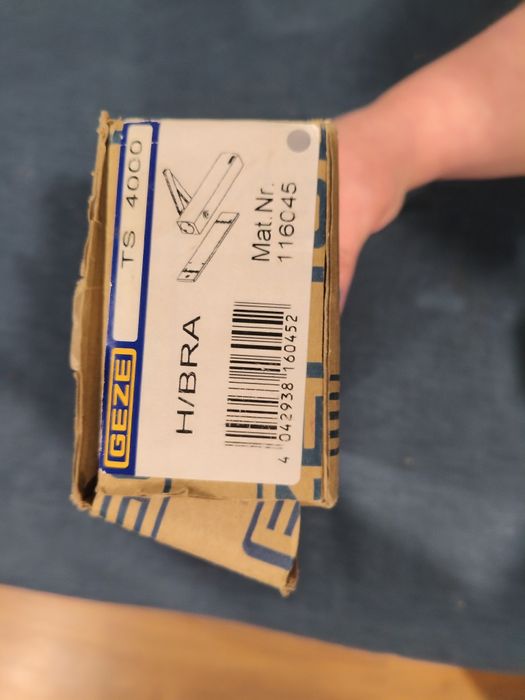 GEZE
TS 4000
H/BRA
Mat.Nr.
116045
4 042938 160452